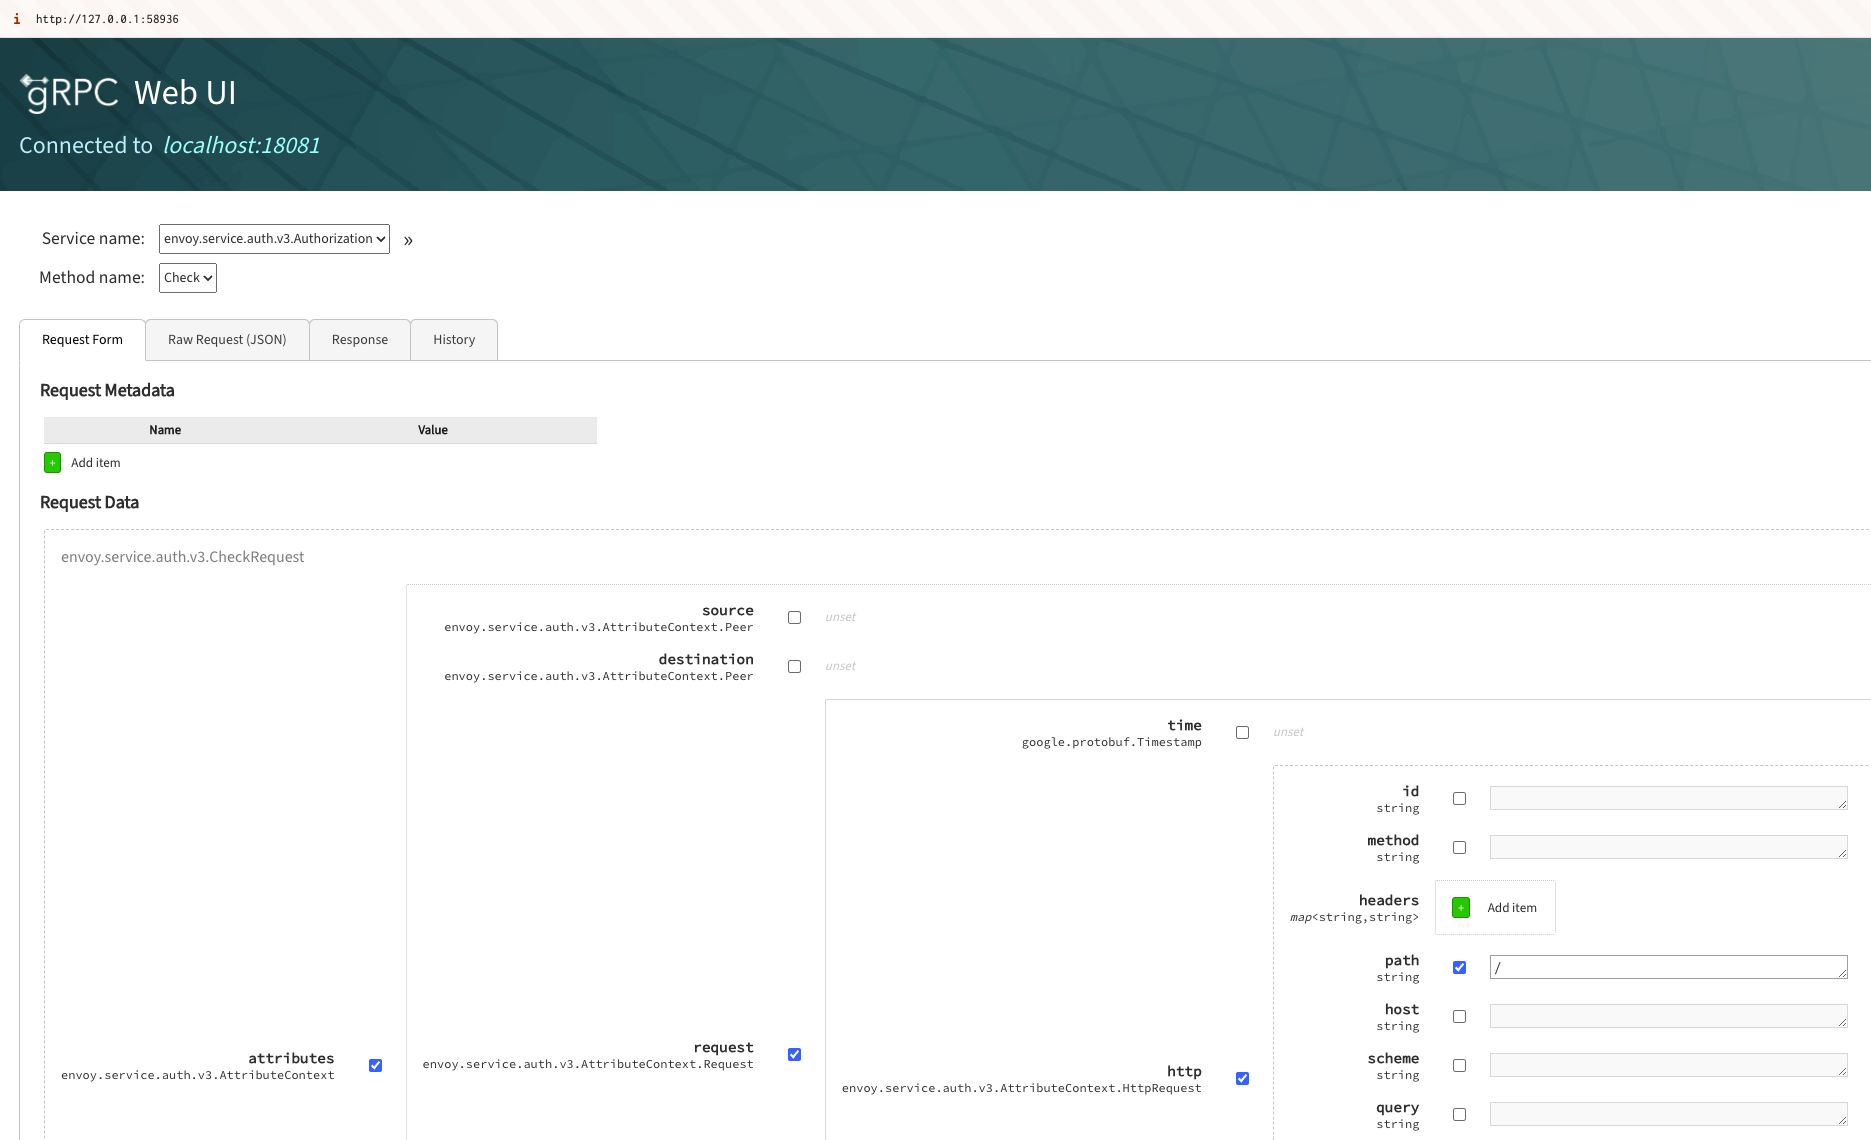 i http://127.0.0.1:58936
gRPC Web UI
Connected to localhost:18081
Service name: envoy.service.auth.v3.Authorization »
Method name: Check
Request Form Raw Request (JSON) Response History
Request Metadata
Name Value
+ Add item
Request Data
envoy.service.auth.v3.CheckRequest
source unset
envoy.service.auth.v3.AttributeContext.Peer
destination unset
envoy.service.auth.v3.AttributeContext.Peer
time unset
google.protobuf.Timestamp
id
string
method
string
headers + Add item
map<string,string>
path /
string
host
string
attributes request scheme
envoy.service.auth.v3.AttributeContext envoy.service.auth.v3.AttributeContext.Request string
http
envoy.service.auth.v3.AttributeContext.HttpRequest
query
string